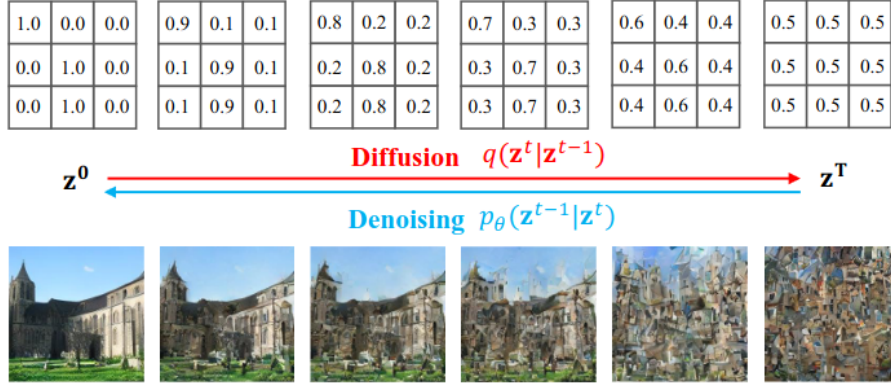 1.0 0.0 0.0 0.9 0.1 0.1 0.8 0.2 0.2 0.7 0.3 0.3 0.6 0.4 0.4 0.5 0.5 0.5
0.0 1.0 0.0 0.1 0.9 0.1 0.2 0.8 0.2 0.3 0.7 0.3 0.4 0.6 0.4 0.5 0.5 0.5
0.0 1.0 0.0 0.1 0.9 0.1 0.2 0.8 0.2 0.3 0.7 0.3 0.4 0.6 0.4 0.5 0.5 0.5
Diffusion q(z^t|z^{t-1})
z^0 z^T
Denoising p_θ(z^{t-1}|z^t)